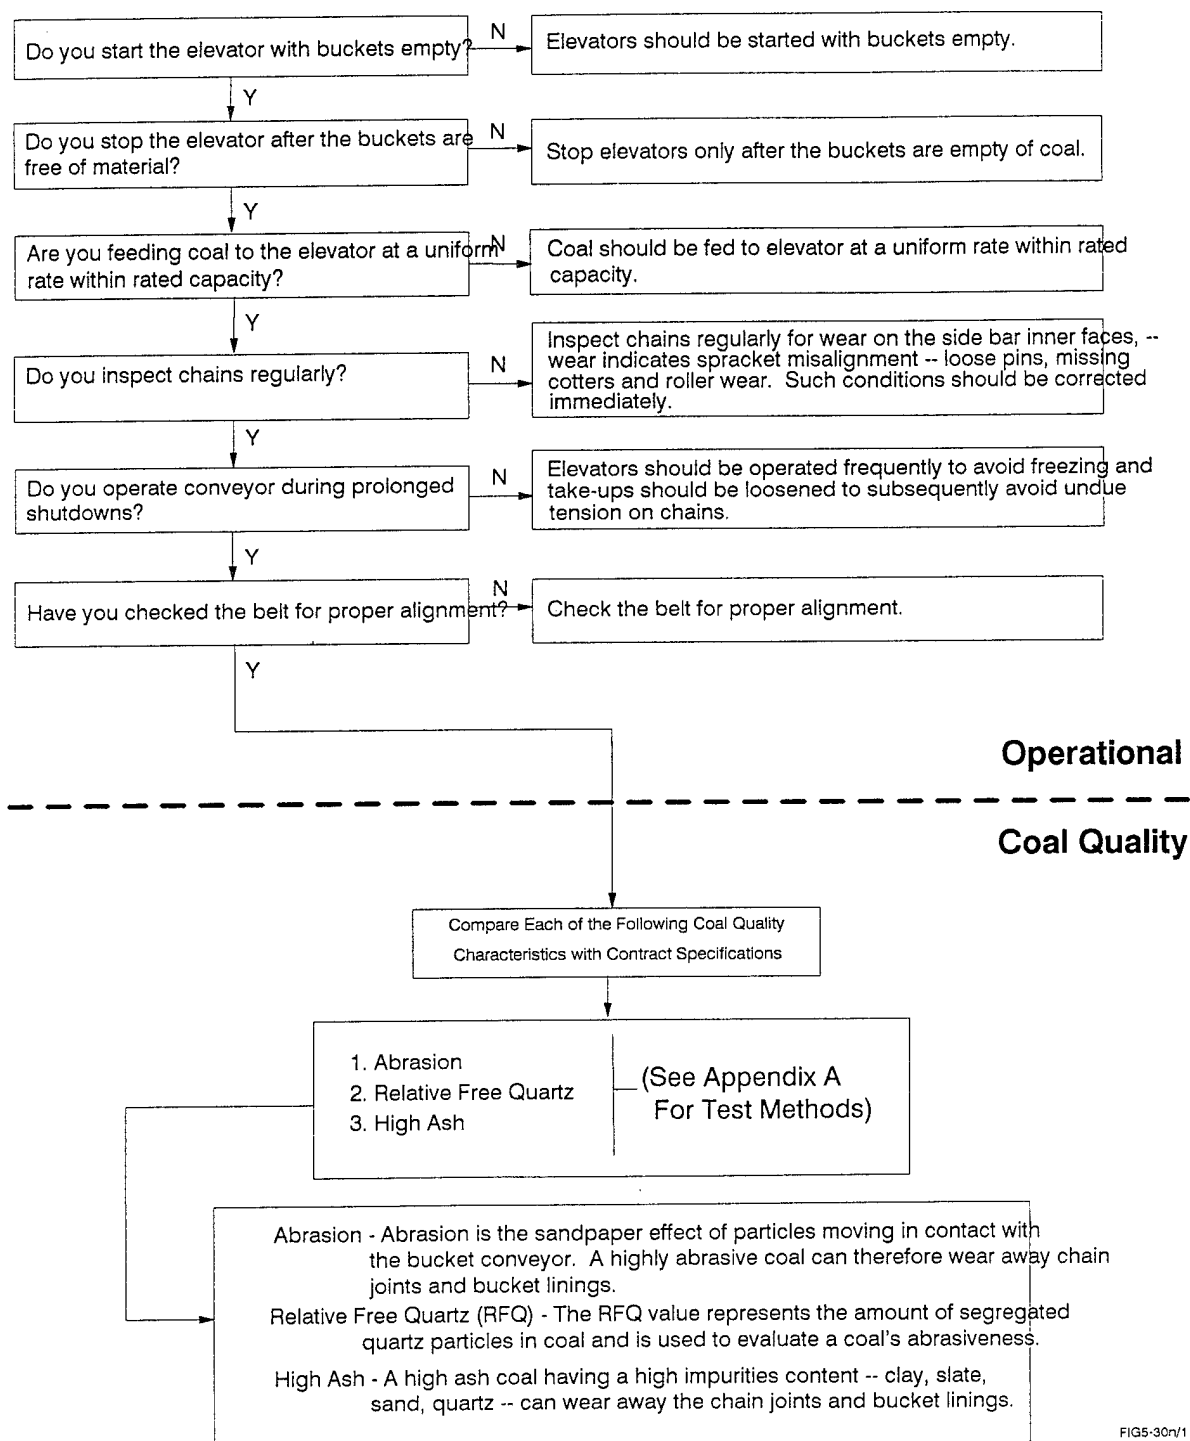 Do you start the elevator with buckets empty?
N
Elevators should be started with buckets empty.
Y
Do you stop the elevator after the buckets are
free of material?
N
Stop elevators only after the buckets are empty of coal.
Y
Are you feeding coal to the elevator at a uniform
rate within rated capacity?
N
Coal should be fed to elevator at a uniform rate within rated
capacity.
Y
Do you inspect chains regularly?
N
Inspect chains regularly for wear on the side bar inner faces, --
wear indicates spracket misalignment -- loose pins, missing
cotters and roller wear. Such conditions should be corrected
immediately.
Y
Do you operate conveyor during prolonged
shutdowns?
N
Elevators should be operated frequently to avoid freezing and
take-ups should be loosened to subsequently avoid undue
tension on chains.
Y
Have you checked the belt for proper alignment?
N
Check the belt for proper alignment.
Y
Operational
Coal Quality
Compare Each of the Following Coal Quality
Characteristics with Contract Specifications
1. Abrasion
2. Relative Free Quartz
3. High Ash
(See Appendix A
For Test Methods)
Abrasion - Abrasion is the sandpaper effect of particles moving in contact with
the bucket conveyor. A highly abrasive coal can therefore wear away chain
joints and bucket linings.
Relative Free Quartz (RFQ) - The RFQ value represents the amount of segregated
quartz particles in coal and is used to evaluate a coal's abrasiveness.
High Ash - A high ash coal having a high impurities content -- clay, slate,
sand, quartz -- can wear away the chain joints and bucket linings.
FIG5-30n/1